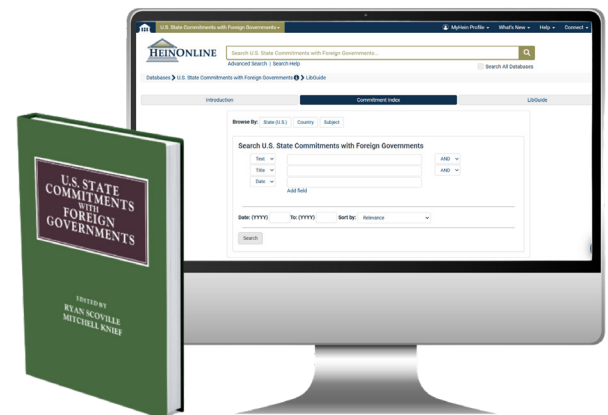 U.S. State Commitments with Foreign Governments
MyHein Profile What's New Help Connect
HEINONLINE
Search U.S. State Commitments with Foreign Governments...
Advanced Search | Search Help
Search All Databases
Databases > U.S. State Commitments with Foreign Governments > LibGuide
Introduction Commitment Index LibGuide
Browse By: State (U.S.) Country Subject
Search U.S. State Commitments with Foreign Governments
Text AND
Title AND
Date
Add field
Date: (YYYY) To: (YYYY) Sort by: Relevance
Search
U.S. STATE
COMMITMENTS
WITH
FOREIGN
GOVERNMENTS
EDITED BY
RYAN SCOVILLE
MITCHELL KNIEF